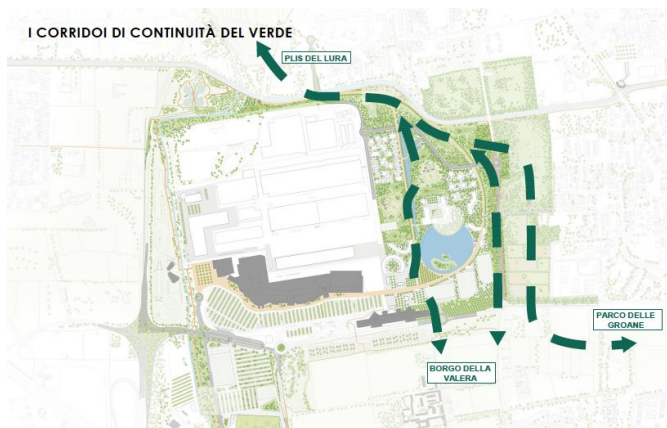 I CORRIDOI DI CONTINUITÀ DEL VERDE
PLIS DEL LURA
PARCO DELLE
GROANE
BORGO DELLA
VALERA